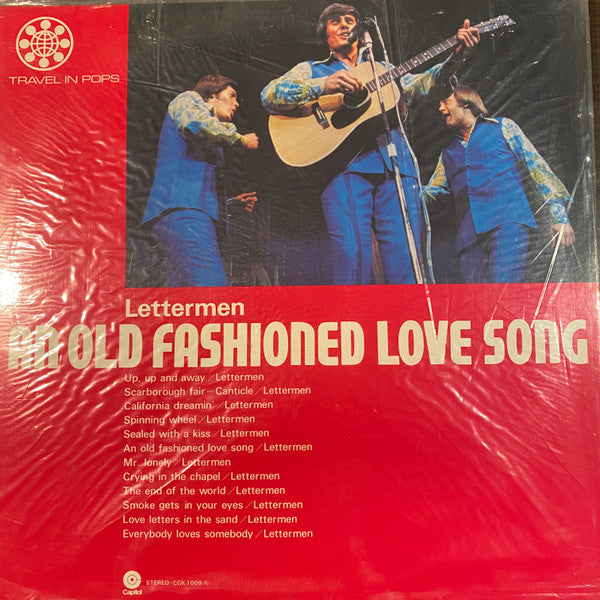 TRAVEL IN POPS
Lettermen
AN OLD FASHIONED LOVE SONG
Up, up and away／Lettermen
Scarborough fair—Canticle／Lettermen
California dreamin'／Lettermen
Spinning wheel／Lettermen
Sealed with a kiss／Lettermen
An old fashioned love song／Lettermen
Mr. lonely／Lettermen
Crying in the chapel／Lettermen
The end of the world／Lettermen
Smoke gets in your eyes／Lettermen
Love letters in the sand／Lettermen
Everybody loves somebody／Lettermen
Capitol
STEREO·CGK 1009